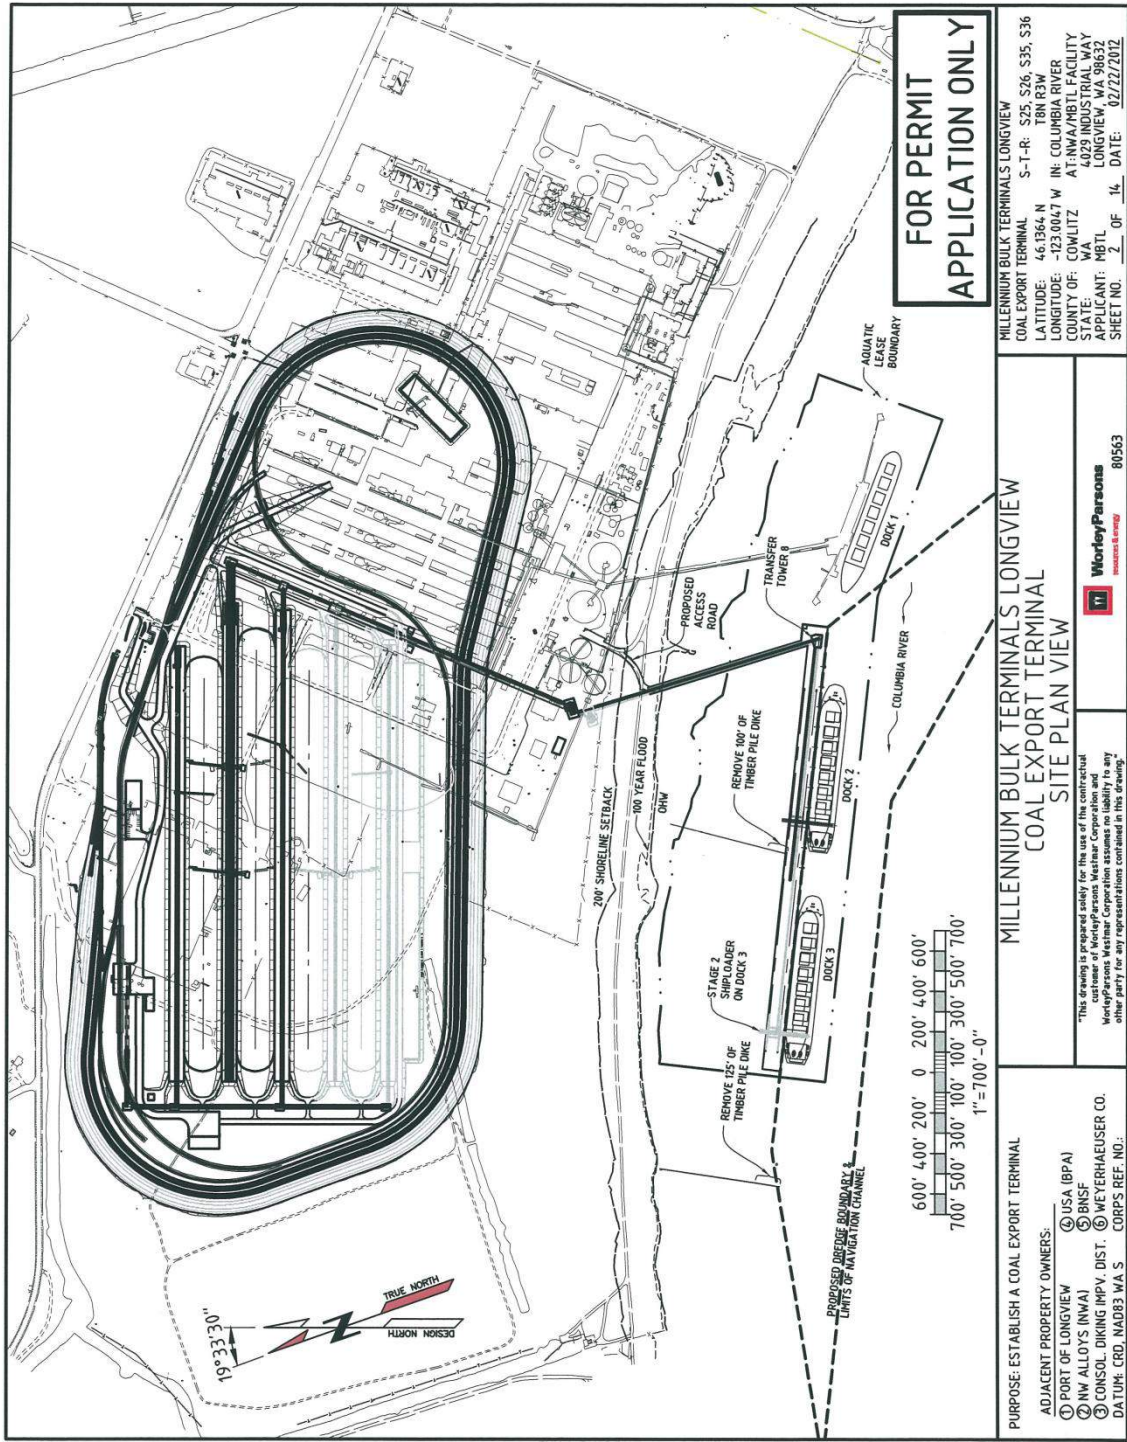 FOR PERMIT
APPLICATION ONLY
19°33'30"
TRUE NORTH
DESIGN NORTH
N
200' SHORELINE SETBACK
100 YEAR FLOOD
OHW
PROPOSED
ACCESS
ROAD
TRANSFER
TOWER 8
AQUATIC
LEASE
BOUNDARY
REMOVE 125' OF
TIMBER PILE DIKE
STAGE 2
SHIPLOADER
ON DOCK 3
REMOVE 100' OF
TIMBER PILE DIKE
DOCK 3
DOCK 2
DOCK 1
COLUMBIA RIVER
PROPOSED DREDGE BOUNDARY &
LIMITS OF NAVIGATION CHANNEL
600' 400' 200' 0 200' 400' 600'
700' 500' 300' 100' 100' 300' 500' 700'
1"=700'-0"
PURPOSE: ESTABLISH A COAL EXPORT TERMINAL
ADJACENT PROPERTY OWNERS:
① PORT OF LONGVIEW ④ USA (BPA)
② NW ALLOYS (NWA) ⑤ BNSF
③ CONSOL. DIKING IMPV. DIST. ⑥ WEYERHAEUSER CO.
DATUM: CRD, NAD83 WA S CORPS REF. NO.:
MILLENNIUM BULK TERMINALS LONGVIEW
COAL EXPORT TERMINAL
SITE PLAN VIEW
"This drawing is prepared solely for the use of the contractual
customer of WorleyParsons Westmar Corporation and
WorleyParsons Westmar Corporation assumes no liability to any
other party for any representations contained in this drawing."
WorleyParsons
resources & energy
80563
MILLENNIUM BULK TERMINALS LONGVIEW
COAL EXPORT TERMINAL S-T-R: S25, S26, S35, S36
LATITUDE: 46.1364 N T8N R3W
LONGITUDE: -123.0047 W IN: COLUMBIA RIVER
COUNTY OF: COWLITZ AT: NWA/MBTL FACILITY
STATE: WA 4029 INDUSTRIAL WAY
APPLICANT: MBTL LONGVIEW, WA 98632
SHEET NO. 2 OF 14 DATE: 02/22/2012